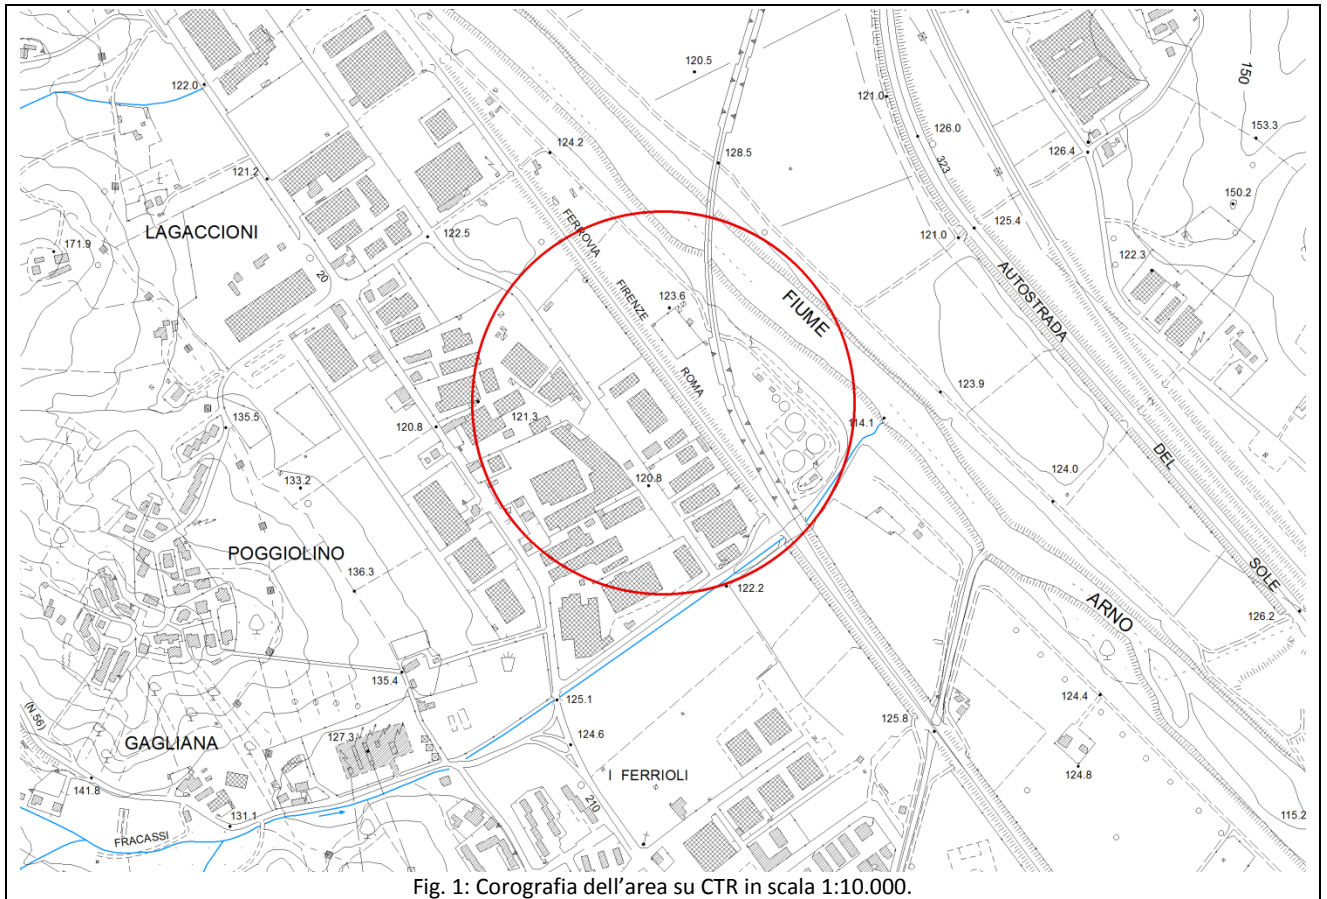 120.5
150
122.0
121.0
126.0
153.3
124.2
128.5
126.4
323
121.2
150.2
LAGACCIONI
122.5
FERROVIA
125.4
121.0
171.9
122.3
20
FIRENZE
123.6
FIUME
AUTOSTRADA
ROMA
123.9
135.5
120.8
121.3
114.1
DEL
133.2
120.8
124.0
POGGIOLINO
136.3
122.2
SOLE
ARNO
126.2
135.4
125.1
124.4
(N 56)
GAGLIANA
127.3
124.6
125.8
I FERRIOLI
124.8
141.8
210
131.1
115.2
FRACASSI
Fig. 1: Corografia dell’area su CTR in scala 1:10.000.